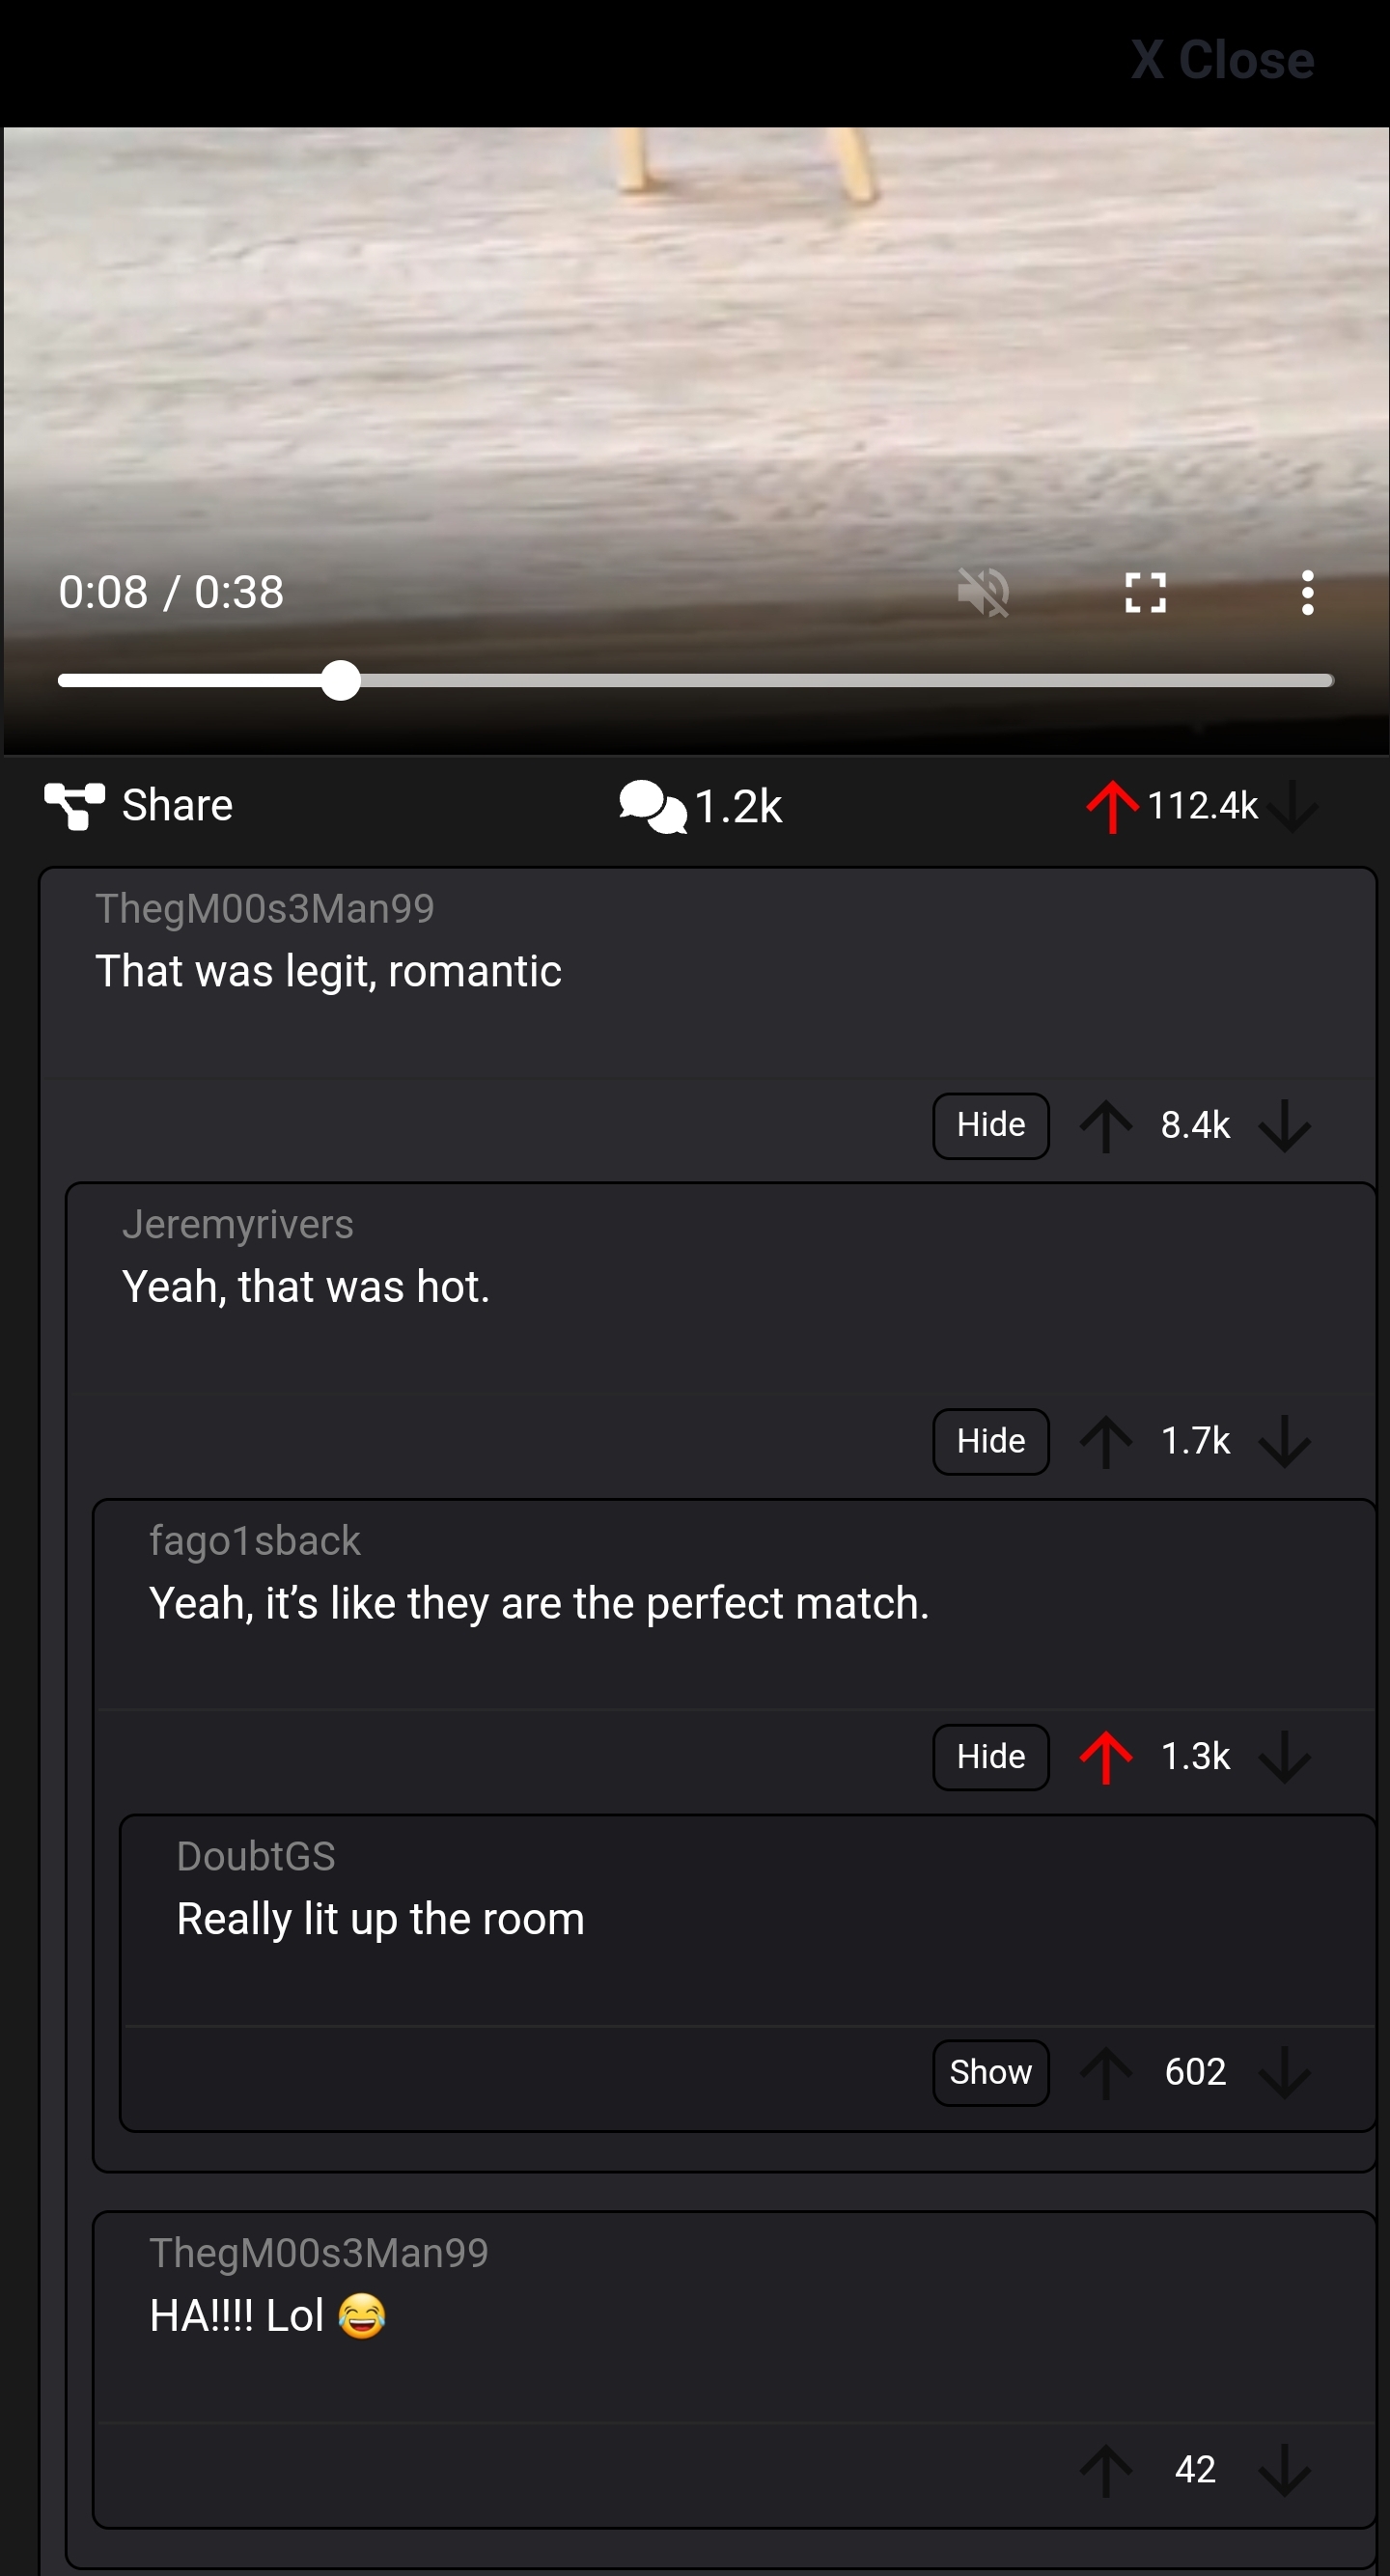 X Close
0:08 / 0:38
Share 1.2k 112.4k
ThegM00s3Man99
That was legit, romantic
Hide 8.4k
Jeremyrivers
Yeah, that was hot.
Hide 1.7k
fago1sback
Yeah, it’s like they are the perfect match.
Hide 1.3k
DoubtGS
Really lit up the room
Show 602
ThegM00s3Man99
HA!!!! Lol 😂
42